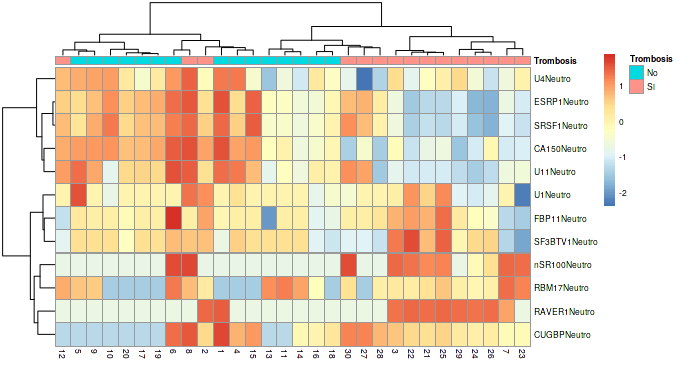 Trombosis
U4Neutro
ESRP1Neutro
SRSF1Neutro
CA150Neutro
U11Neutro
U1Neutro
FBP11Neutro
SF3BTV1Neutro
nSR100Neutro
RBM17Neutro
RAVER1Neutro
CUGBPNeutro
12 5 9 10 20 17 19 6 8 2 1 4 15 13 11 14 16 18 30 27 28 3 22 21 25 29 24 26 7 23
1
0
-1
-2
Trombosis
No
SI